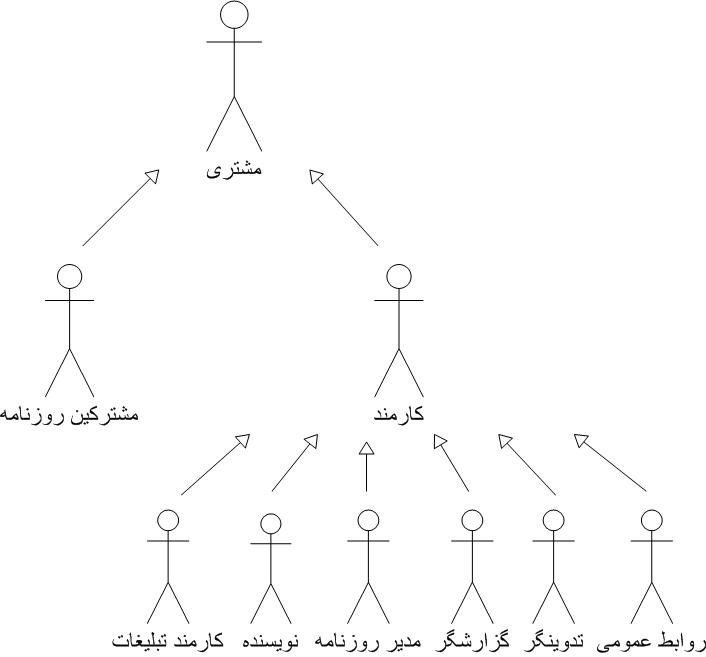 مشتری
مشترکین روزنامه
کارمند
روابط عمومی
تدوینگر
گزارشگر
مدیر روزنامه
نویسنده
کارمند تبلیغات